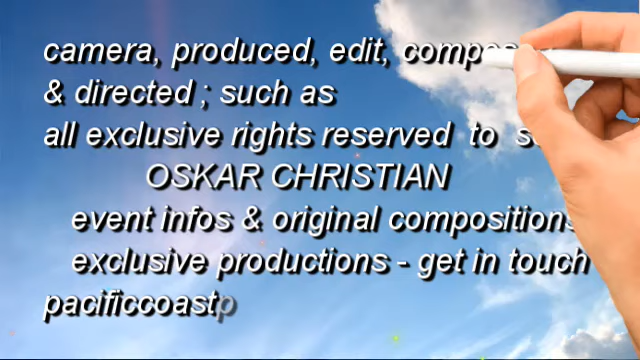 camera, produced, edit,
& directed ; such as
all exclusive rights reserved to
OSKAR CHRISTIAN
event infos & original compositions
exclusive productions - get in touch
pacificcoastp